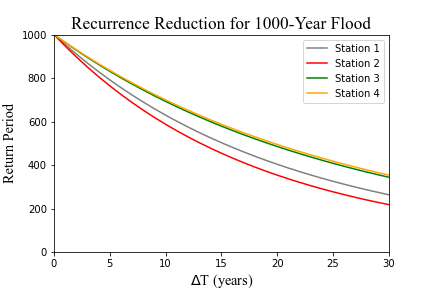 Recurrence Reduction for 1000-Year Flood
1000
800
600
400
200
0
Return Period
Station 1
Station 2
Station 3
Station 4
0 5 10 15 20 25 30
ΔT (years)